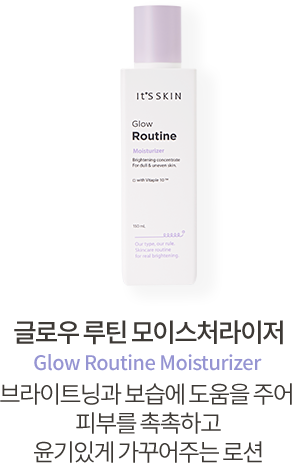 It'S SKIN
Glow
Routine
Moisturizer
Brightening concentrate
For dull & uneven skin.
with Vitaple 10™
150 mL
Our type, our talk.
Skincare routine
for real brightening.
글로우 루틴 모이스처라이저
Glow Routine Moisturizer
브라이트닝과 보습에 도움을 주어
피부를 촉촉하고
윤기있게 가꾸어주는 로션